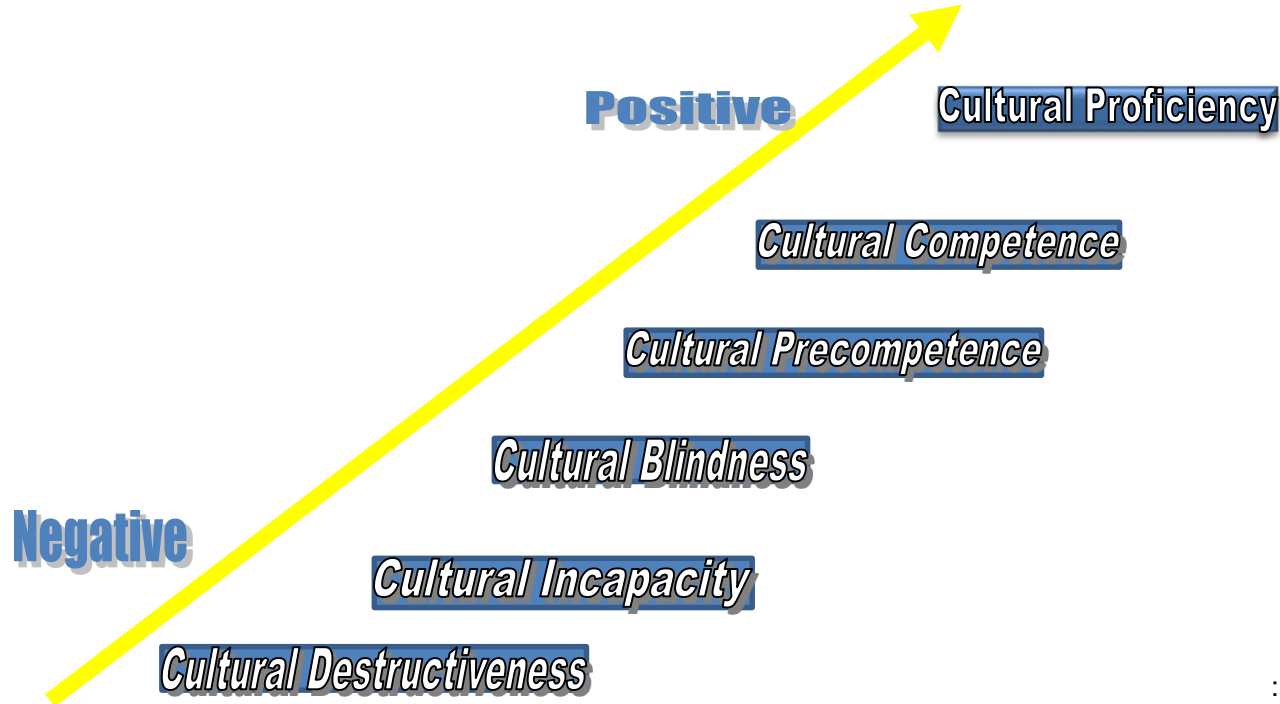 Positive
Cultural Proficiency
Cultural Competence
Cultural Precompetence
Cultural Blindness
Negative
Cultural Incapacity
Cultural Destructiveness
: